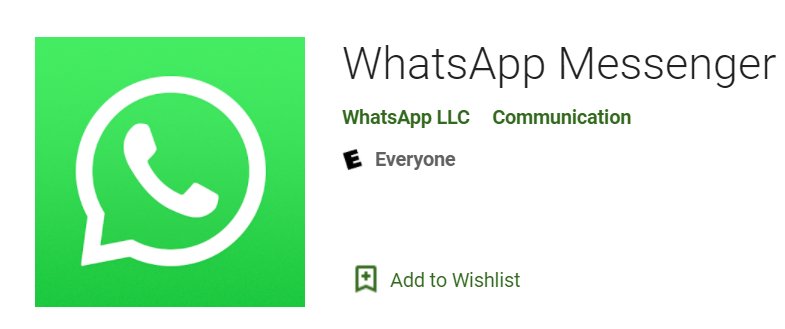 WhatsApp Messenger
WhatsApp LLC Communication
E Everyone
Add to Wishlist